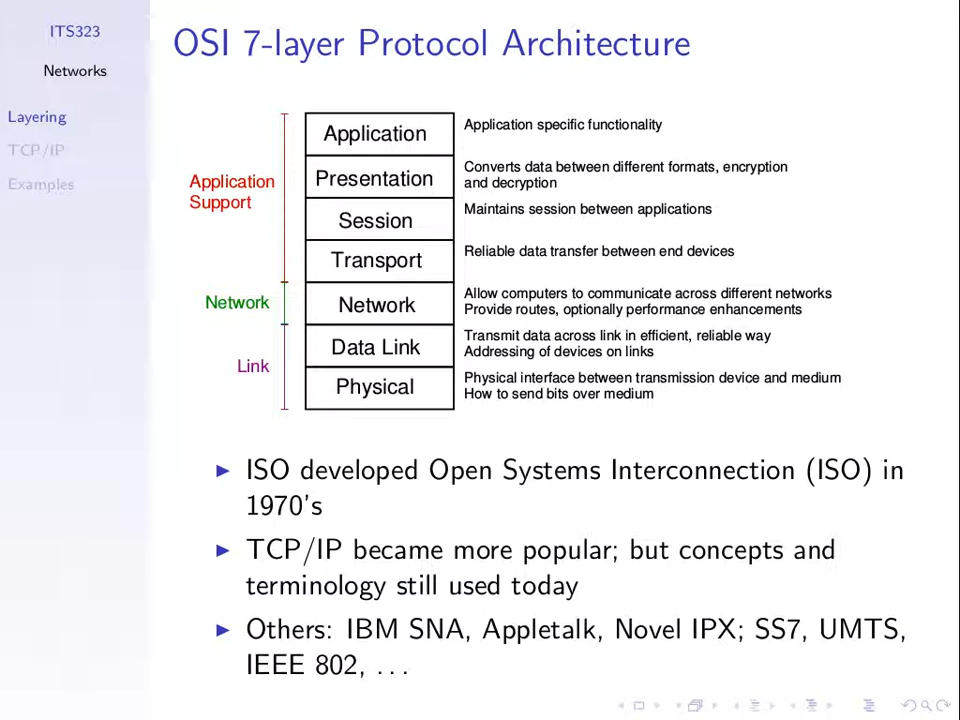 ITS323
Networks
Layering
TCP/IP
Examples
OSI 7-layer Protocol Architecture
Application
Support
Network
Link
Application
Application specific functionality
Presentation
Converts data between different formats, encryption
and decryption
Session
Maintains session between applications
Transport
Reliable data transfer between end devices
Network
Allow computers to communicate across different networks
Provide routes, optionally performance enhancements
Data Link
Transmit data across link in efficient, reliable way
Addressing of devices on links
Physical
Physical interface between transmission device and medium
How to send bits over medium
ISO developed Open Systems Interconnection (ISO) in
1970's
TCP/IP became more popular; but concepts and
terminology still used today
Others: IBM SNA, Appletalk, Novel IPX; SS7, UMTS,
IEEE 802, ...